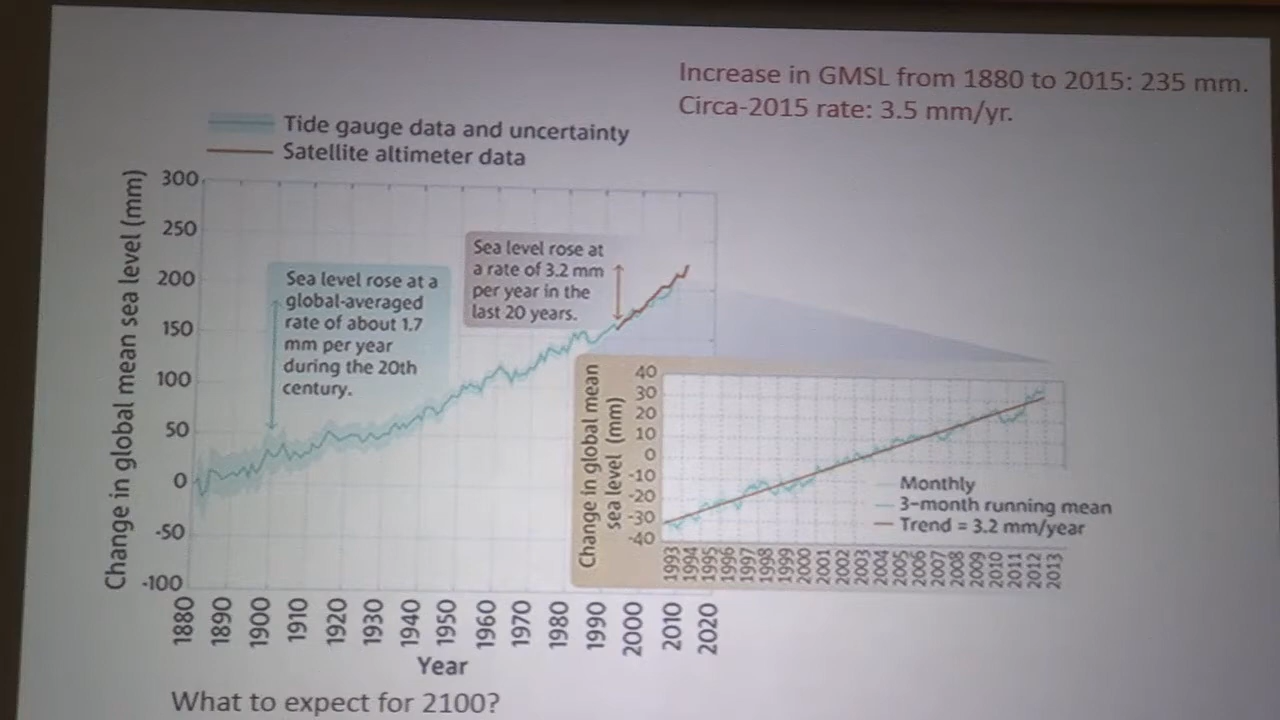 Increase in GMSL from 1880 to 2015: 235 mm.
Circa-2015 rate: 3.5 mm/yr.
Tide gauge data and uncertainty
Satellite altimeter data
Change in global mean sea level (mm)
300
250
200
150
100
50
0
-50
-100
Sea level rose at a
global-averaged
rate of about 1.7
mm per year
during the 20th
century.
Sea level rose at
a rate of 3.2 mm
per year in the
last 20 years.
1880
1890
1900
1910
1920
1930
1940
1950
1960
1970
1980
1990
2000
2010
2020
Year
Change in global mean
sea level (mm)
40
30
20
10
0
-10
-20
-30
-40
Monthly
3-month running mean
Trend = 3.2 mm/year
1993
1994
1995
1996
1997
1998
1999
2000
2001
2002
2003
2004
2005
2006
2007
2008
2009
2010
2011
2012
2013
What to expect for 2100?